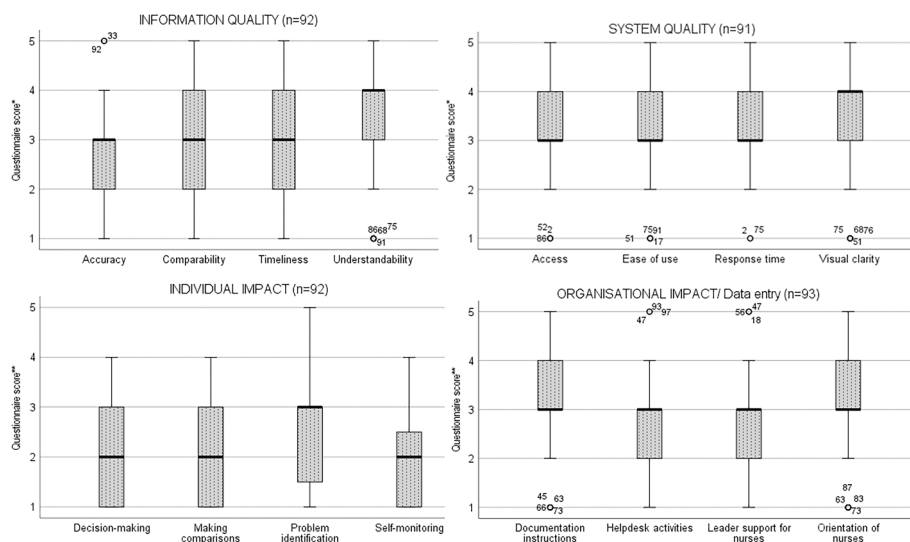 INFORMATION QUALITY (n=92)
Questionnaire score*
5
4
3
2
1
33
92
866875
91
Accuracy
Comparability
Timeliness
Understandability
SYSTEM QUALITY (n=91)
Questionnaire score*
5
4
3
2
1
522
86
7591
51 17
2 75
75 6876
51
Access
Ease of use
Response time
Visual clarity
INDIVIDUAL IMPACT (n=92)
Questionnaire score**
5
4
3
2
1
Decision-making
Making
comparisons
Problem
identification
Self-monitoring
ORGANISATIONAL IMPACT/ Data entry (n=93)
Questionnaire score**
5
4
3
2
1
93
97
47
47
56
18
45 63
66 73
87
63 83
73
Documentation
instructions
Helpdesk activities
Leader support for
nurses
Orientation of
nurses